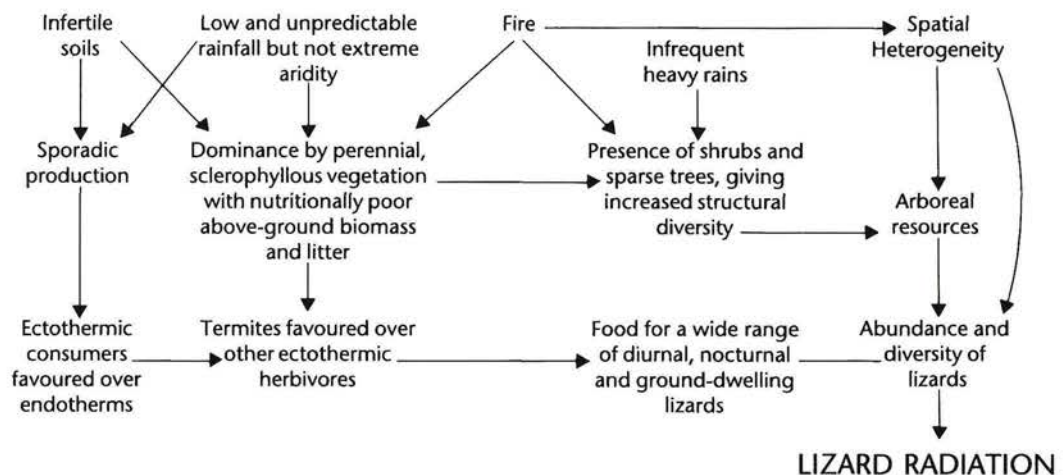 Infertile
soils
Low and unpredictable
rainfall but not extreme
aridity
Fire
Infrequent
heavy rains
Spatial
Heterogeneity
Sporadic
production
Dominance by perennial,
sclerophyllous vegetation
with nutritionally poor
above-ground biomass
and litter
Presence of shrubs and
sparse trees, giving
increased structural
diversity
Arboreal
resources
Ectothermic
consumers
favoured over
endotherms
Termites favoured over
other ectothermic
herbivores
Food for a wide range
of diurnal, nocturnal
and ground-dwelling
lizards
Abundance and
diversity of
lizards
LIZARD RADIATION